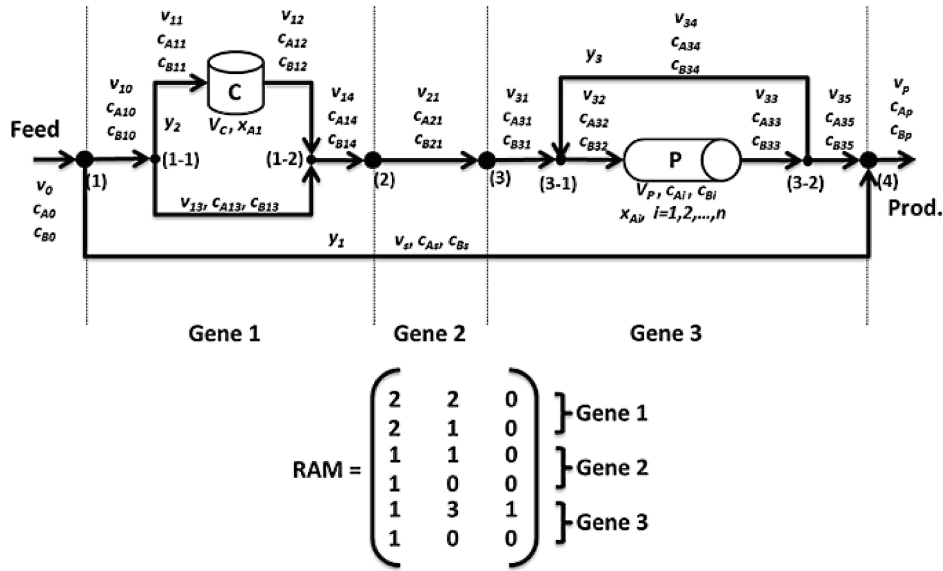 v11
cA11
cB11
v12
cA12
cB12
v34
cA34
cB34
v10
cA10
cB10
C
y2
VC, xA1
v14
cA14
cB14
v21
cA21
cB21
v31
cA31
cB31
y3
v32
cA32
cB32
v33
cA33
cB33
v35
cA35
cB35
vP
cAp
cBp
Feed
(1)
(1-1)
(1-2)
(2)
(3)
(3-1)
P
(3-2)
(4)
Prod.
v0
cA0
cB0
v13, cA13, cB13
VP, cAi, cBi
xAi, i=1,2,...,n
y1
vs, cAs, cBs
Gene 1
Gene 2
Gene 3
RAM =
2 2 0
2 1 0
Gene 1
1 1 0
1 0 0
Gene 2
1 3 1
1 0 0
Gene 3